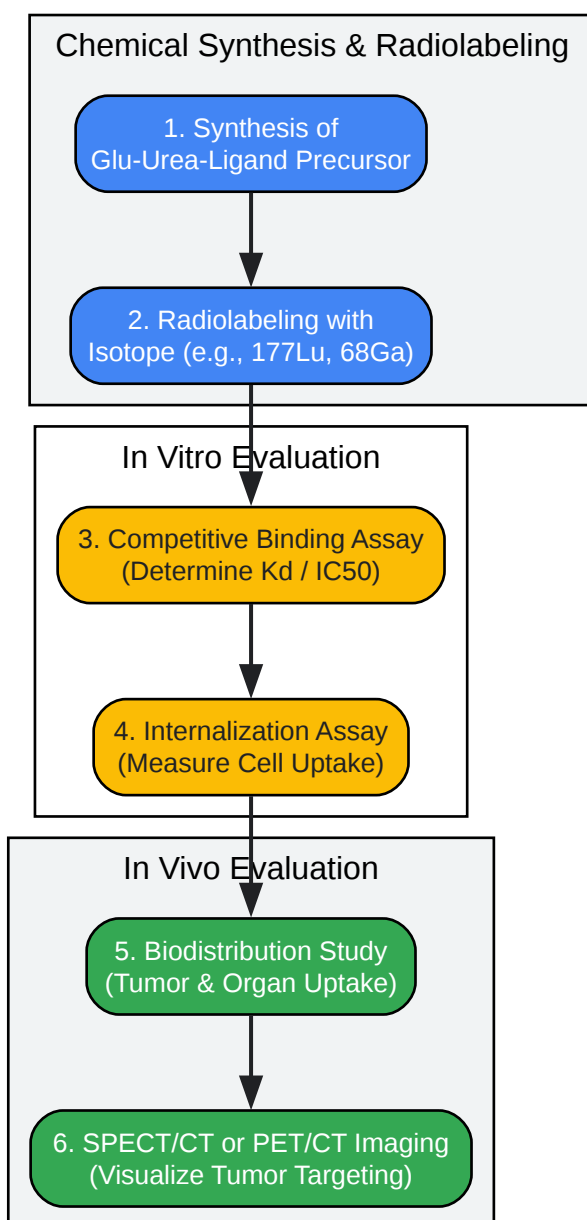 Chemical Synthesis & Radiolabeling
1. Synthesis of
Glu-Urea-Ligand Precursor
2. Radiolabeling with
Isotope (e.g., 177Lu, 68Ga)
In Vitro Evaluation
3. Competitive Binding Assay
(Determine Kd / IC50)
4. Internalization Assay
(Measure Cell Uptake)
In Vivo Evaluation
5. Biodistribution Study
(Tumor & Organ Uptake)
6. SPECT/CT or PET/CT Imaging
(Visualize Tumor Targeting)